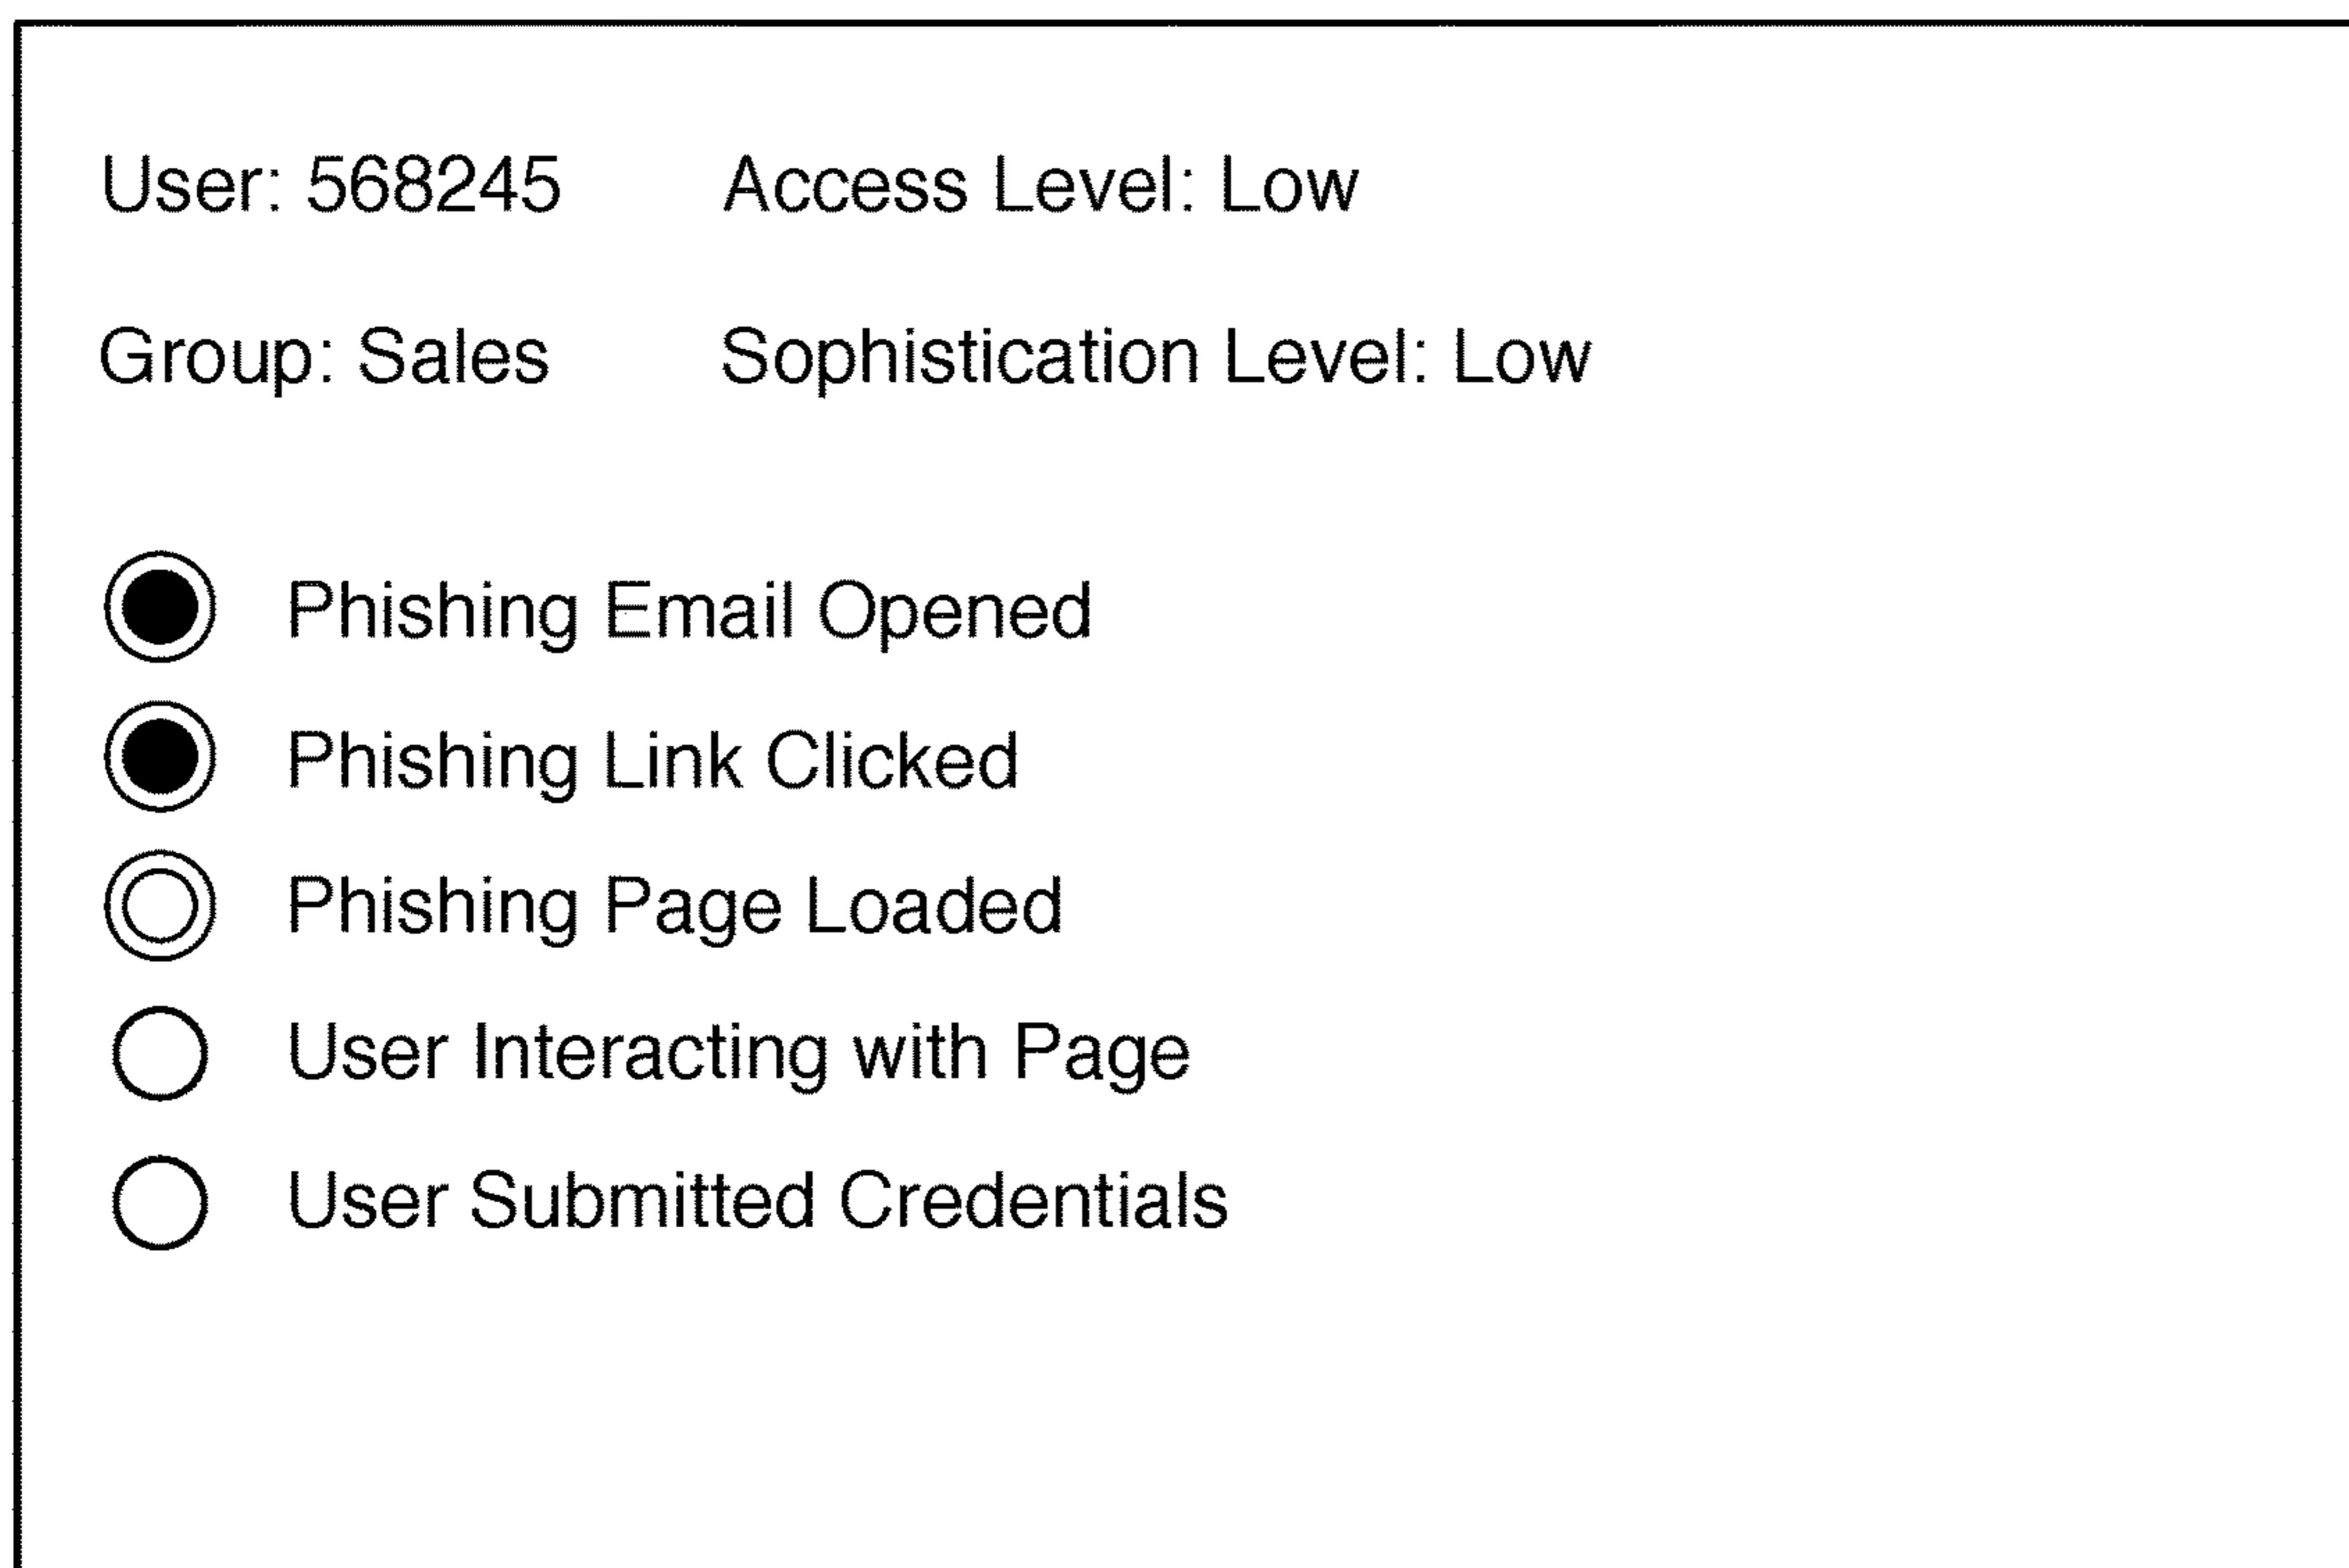 User: 568245 Access Level: Low
Group: Sales Sophistication Level: Low
Phishing Email Opened
Phishing Link Clicked
Phishing Page Loaded
User Interacting with Page
User Submitted Credentials